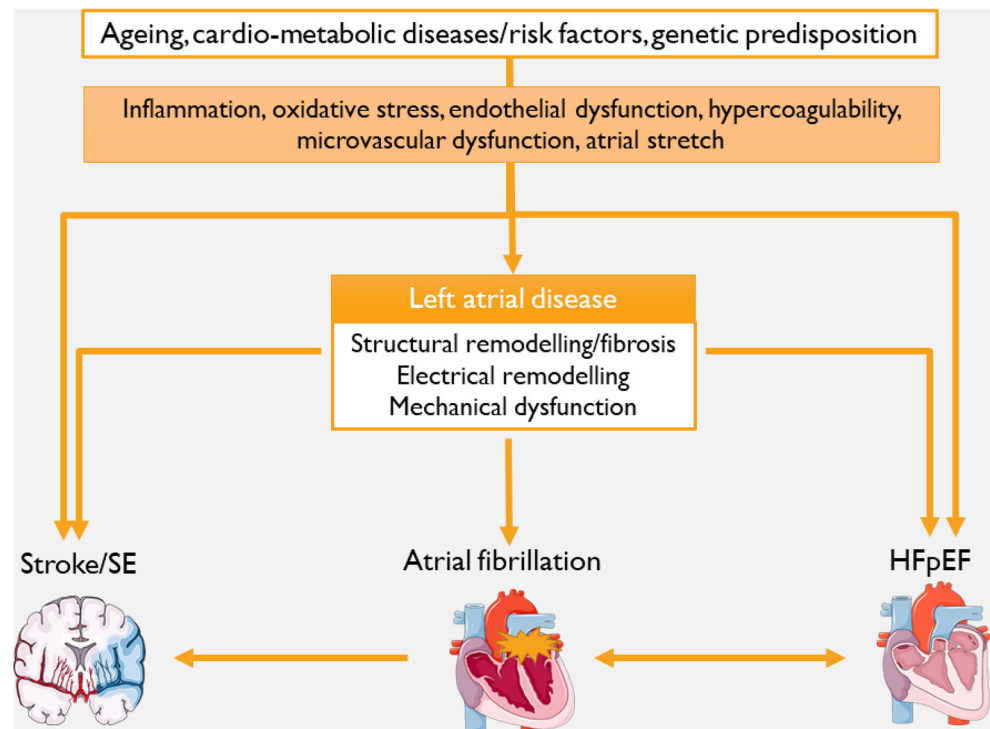 Ageing, cardio-metabolic diseases/risk factors, genetic predisposition
Inflammation, oxidative stress, endothelial dysfunction, hypercoagulability,
microvascular dysfunction, atrial stretch
Left atrial disease
Structural remodelling/fibrosis
Electrical remodelling
Mechanical dysfunction
Stroke/SE
Atrial fibrillation
HFpEF